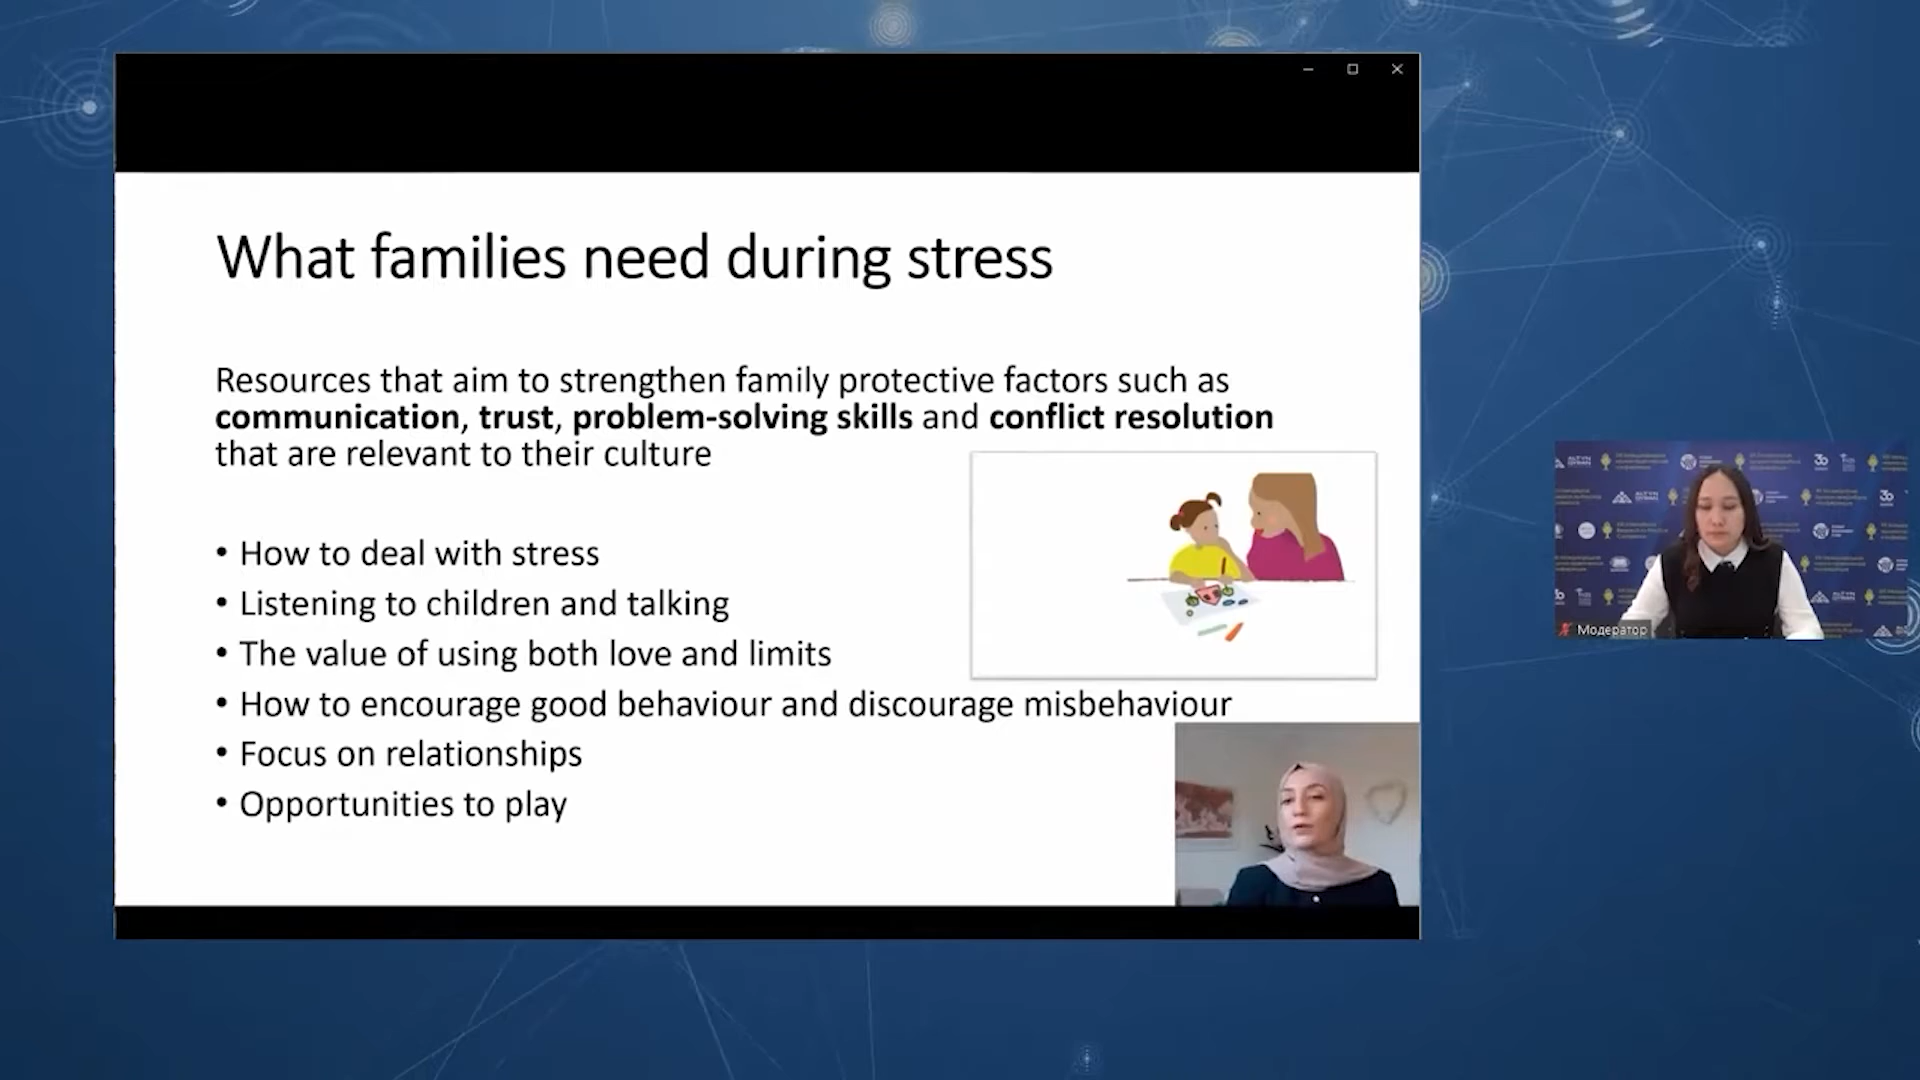 What families need during stress
Resources that aim to strengthen family protective factors such as
communication, trust, problem-solving skills and conflict resolution
that are relevant to their culture
• How to deal with stress
• Listening to children and talking
• The value of using both love and limits
• How to encourage good behaviour and discourage misbehaviour
• Focus on relationships
• Opportunities to play
Модератор